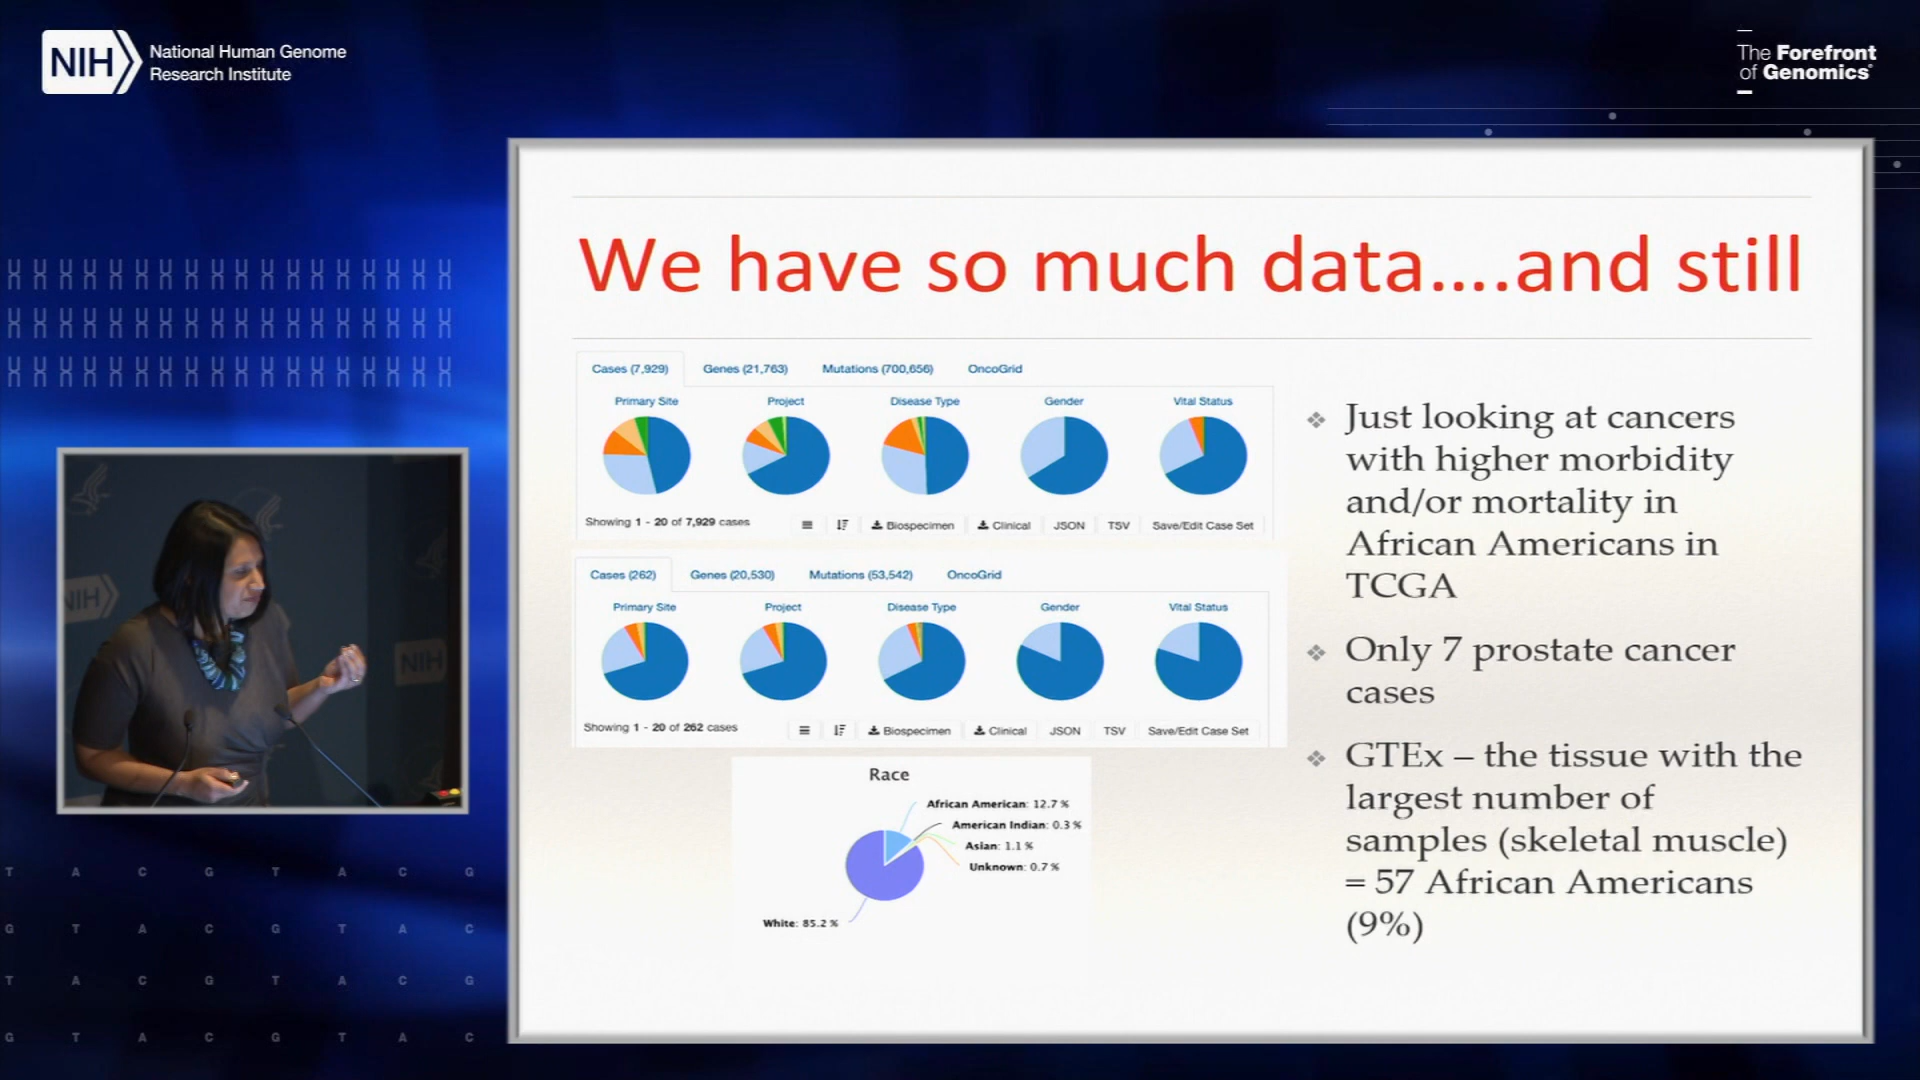 NIH
National Human Genome
Research Institute
The Forefront
of Genomics®
We have so much data....and still
Cases (7,929) Genes (21,763) Mutations (700,656) OncoGrid
Primary Site Project Disease Type Gender Vital Status
Showing 1 - 20 of 7,929 cases Biospecimen Clinical JSON TSV Save/Edit Case Set
Cases (262) Genes (20,530) Mutations (53,542) OncoGrid
Primary Site Project Disease Type Gender Vital Status
Showing 1 - 20 of 262 cases Biospecimen Clinical JSON TSV Save/Edit Case Set
Race
African American: 12.7 %
American Indian: 0.3 %
Asian: 1.1 %
Unknown: 0.7 %
White: 85.2 %
Just looking at cancers
with higher morbidity
and/or mortality in
African Americans in
TCGA
Only 7 prostate cancer
cases
GTEx – the tissue with the
largest number of
samples (skeletal muscle)
= 57 African Americans
(9%)
NIH
NIH
T A C G T A C G
G T A C G T A C
T A C G T A C G
G T A C G T A C